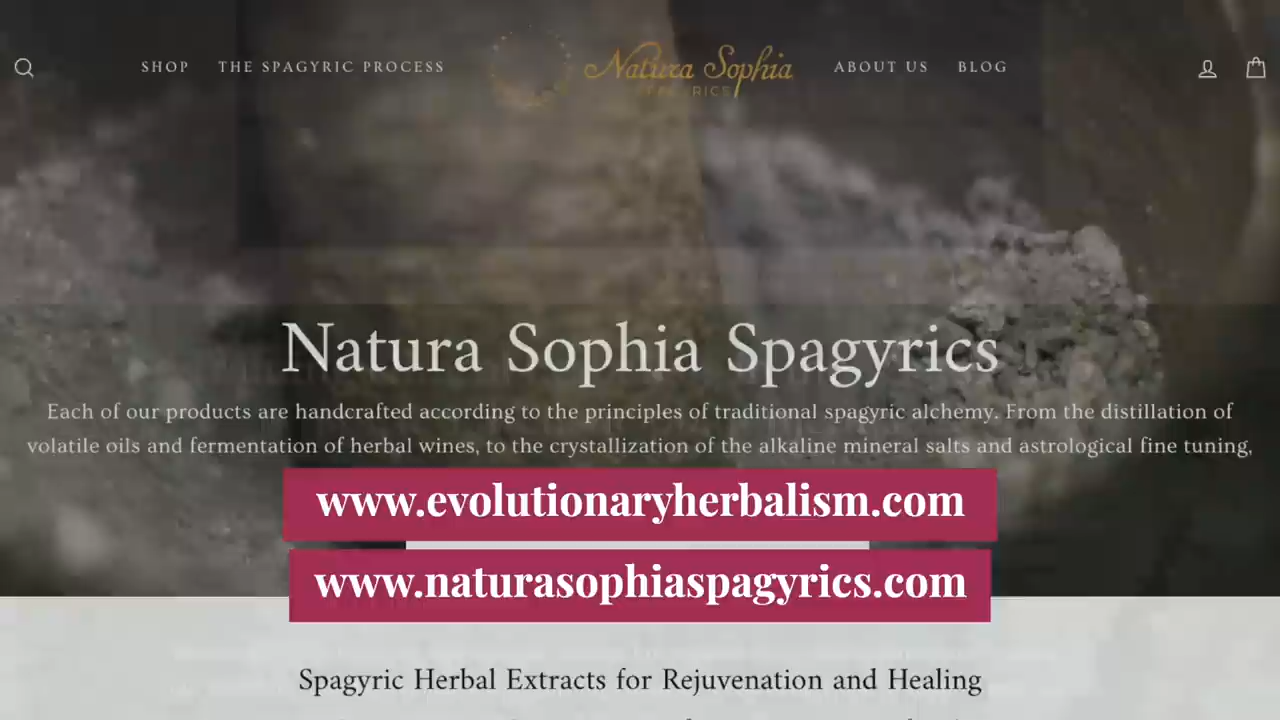 SHOP
THE SPAGYRIC PROCESS
Natura Sophia
SPAGYRICS
ABOUT US
BLOG
Natura Sophia Spagyrics
Each of our products are handcrafted according to the principles of traditional spagyric alchemy. From the distillation of
volatile oils and fermentation of herbal wines, to the crystallization of the alkaline mineral salts and astrological fine tuning,
www.evolutionaryherbalism.com
www.naturasophiaspagyrics.com
Spagyric Herbal Extracts for Rejuvenation and Healing